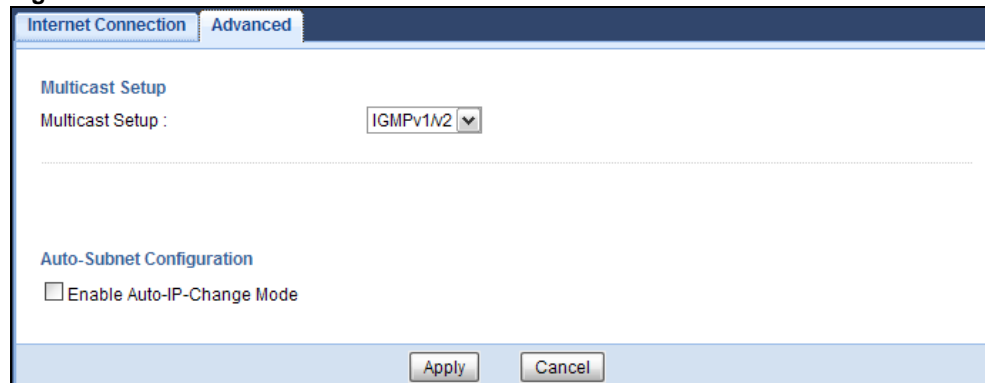 Internet Connection Advanced
Multicast Setup
Multicast Setup : IGMPv1/v2
Auto-Subnet Configuration
Enable Auto-IP-Change Mode
Apply Cancel